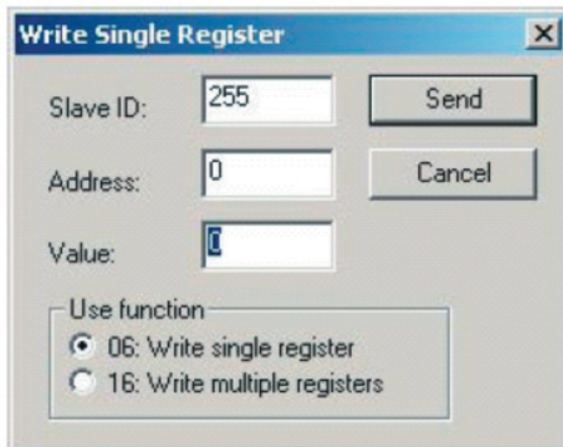 Write Single Register
Slave ID: 255 Send
Address: 0 Cancel
Value: 0
Use function
06: Write single register
16: Write multiple registers